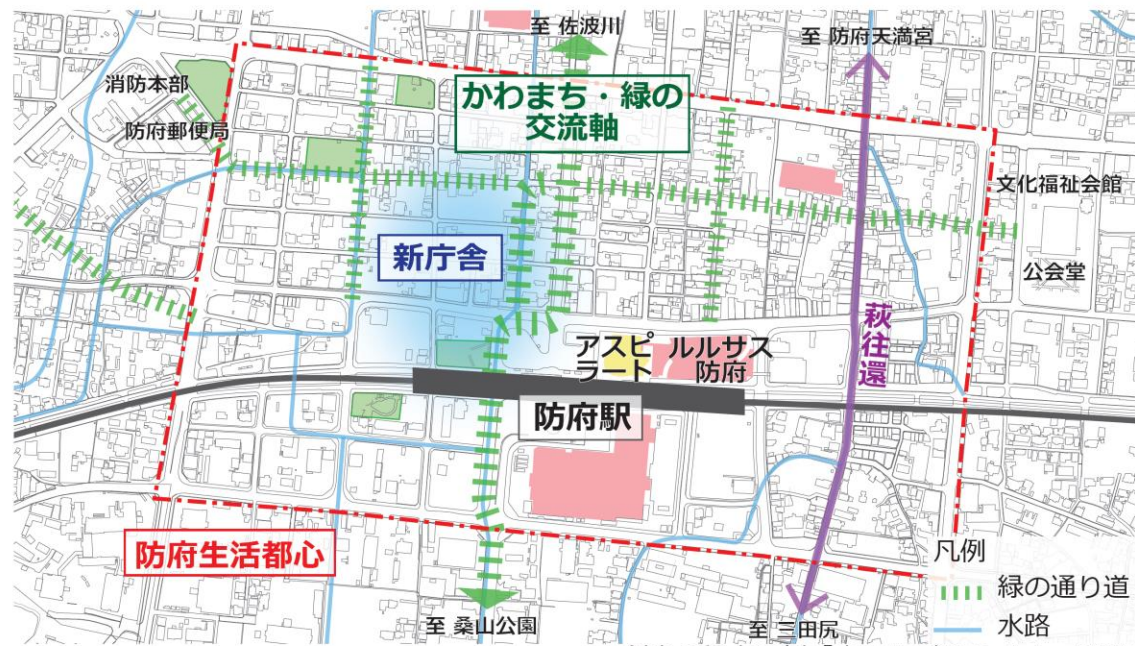 至 佐波川
至 防府天満宮
消防本部
かわまち・緑の
交流軸
防府郵便局
文化福祉会館
新庁舎
公会堂
萩往還
アスピ
ラート
ルルサス
防府
防府駅
防府生活都心
凡例
緑の通り道
水路
至 桑山公園
至 三田尻